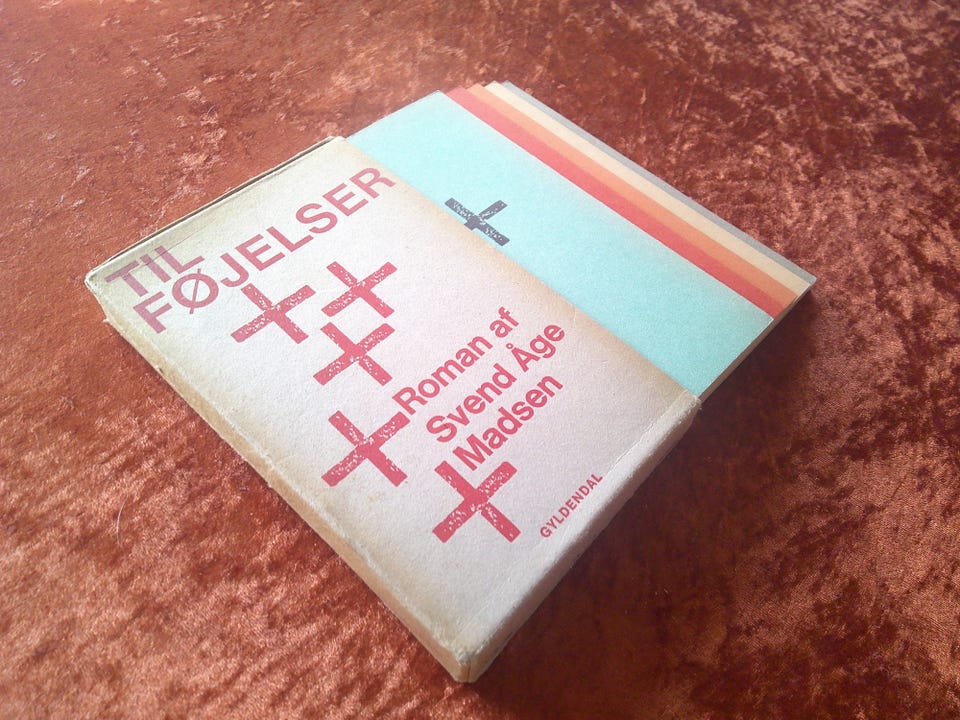 TIL
FØJELSER
Roman af
Svend Åge
Madsen
GYLDENDAL